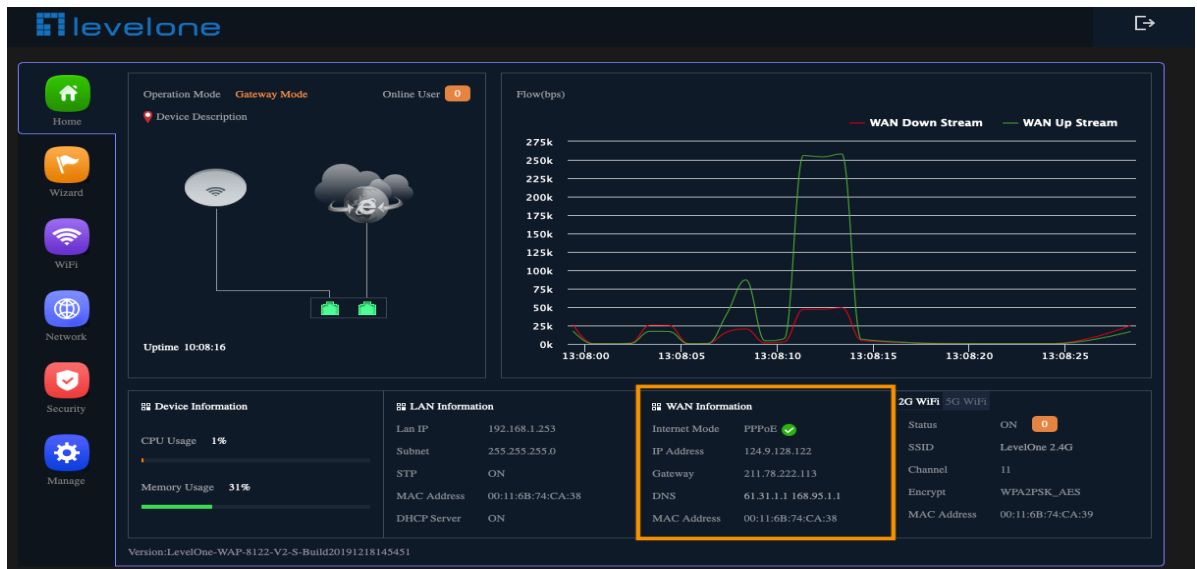 levelone
Home
Wizard
WiFi
Network
Security
Manage
Operation Mode Gateway Mode Online User 0
Device Description
Uptime 10:08:16
Flow(bps)
WAN Down Stream WAN Up Stream
275k
250k
225k
200k
175k
150k
125k
100k
75k
50k
25k
0k
13:08:00 13:08:05 13:08:10 13:08:15 13:08:20 13:08:25
Device Information
CPU Usage 1%
Memory Usage 31%
LAN Information
Lan IP 192.168.1.253
Subnet 255.255.255.0
STP ON
MAC Address 00:11:6B:74:CA:38
DHCP Server ON
WAN Information
Internet Mode PPPoE
IP Address 124.9.128.122
Gateway 211.78.222.113
DNS 61.31.1.1 168.95.1.1
MAC Address 00:11:6B:74:CA:38
2G WiFi 5G WiFi
Status ON 0
SSID LevelOne 2.4G
Channel 11
Encrypt WPA2PSK_AES
MAC Address 00:11:6B:74:CA:39
Version:LevelOne-WAP-8122-V2-S-Build20191218145451